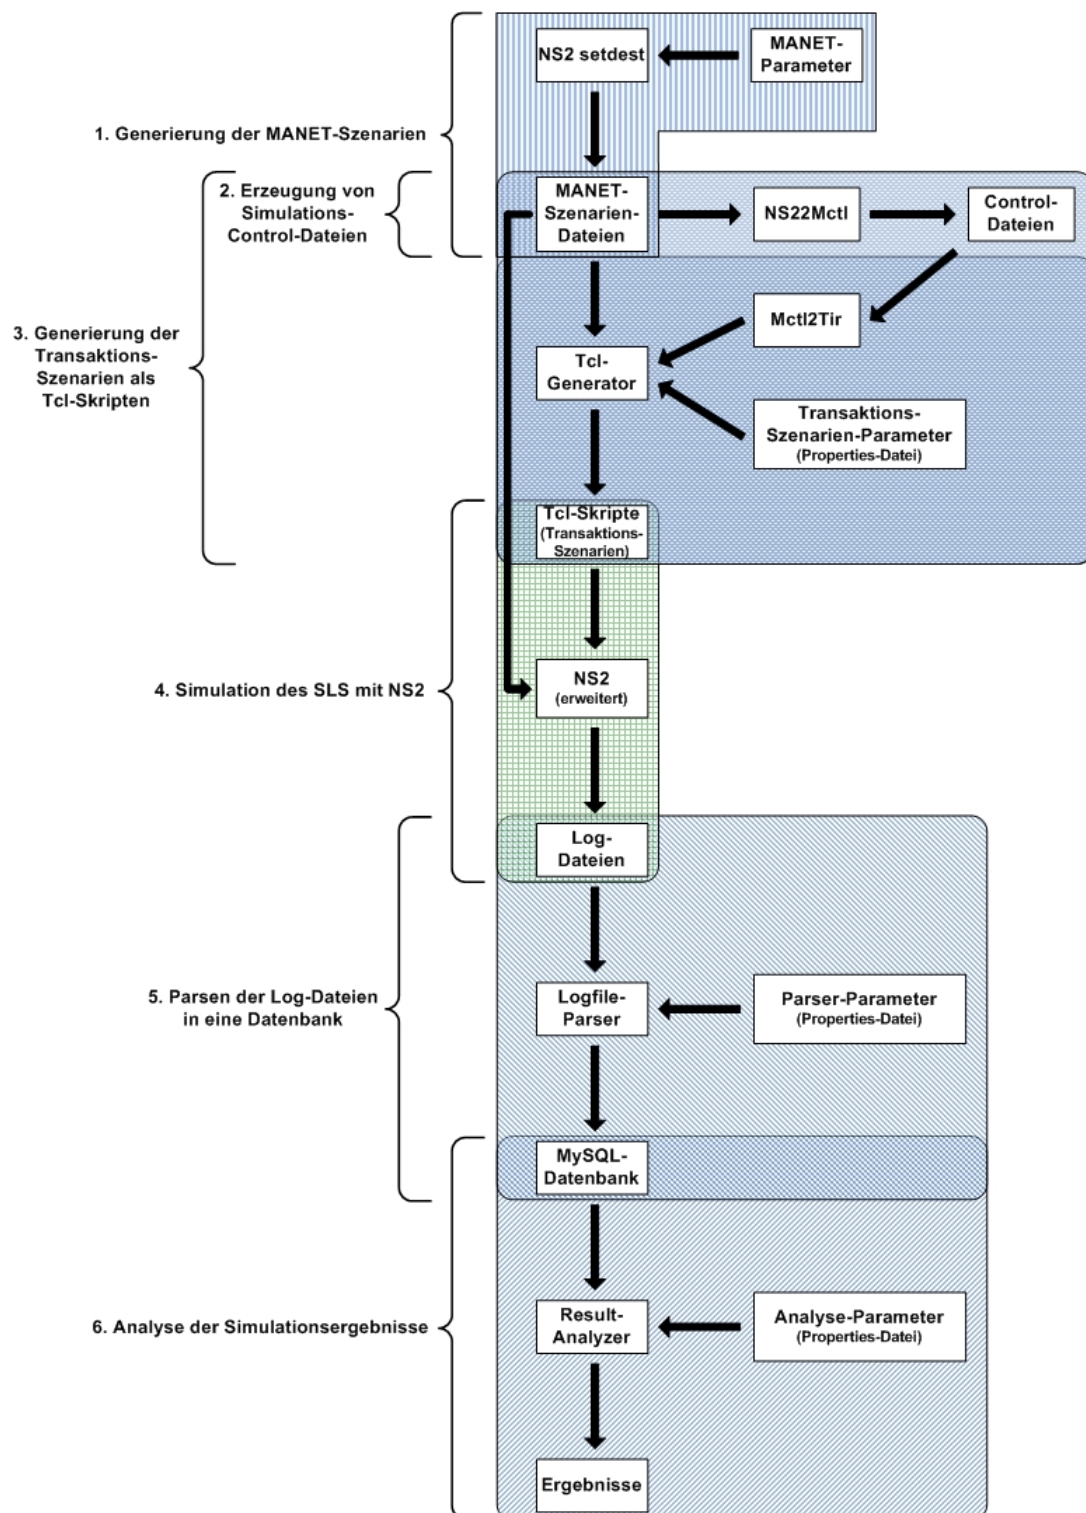 NS2 setdest
MANET-
Parameter
1. Generierung der MANET-Szenarien
2. Erzeugung von
Simulations-
Control-Dateien
MANET-
Szenarien-
Dateien
NS22Mctl
Control-
Dateien
3. Generierung der
Transaktions-
Szenarien als
Tcl-Skripten
Mctl2Tir
Tcl-
Generator
Transaktions-
Szenarien-Parameter
(Properties-Datei)
Tcl-Skripte
(Transaktions-
Szenarien)
4. Simulation des SLS mit NS2
NS2
(erweitert)
Log-
Dateien
5. Parsen der Log-Dateien
in eine Datenbank
Logfile-
Parser
Parser-Parameter
(Properties-Datei)
MySQL-
Datenbank
6. Analyse der Simulationsergebnisse
Result-
Analyzer
Analyse-Parameter
(Properties-Datei)
Ergebnisse